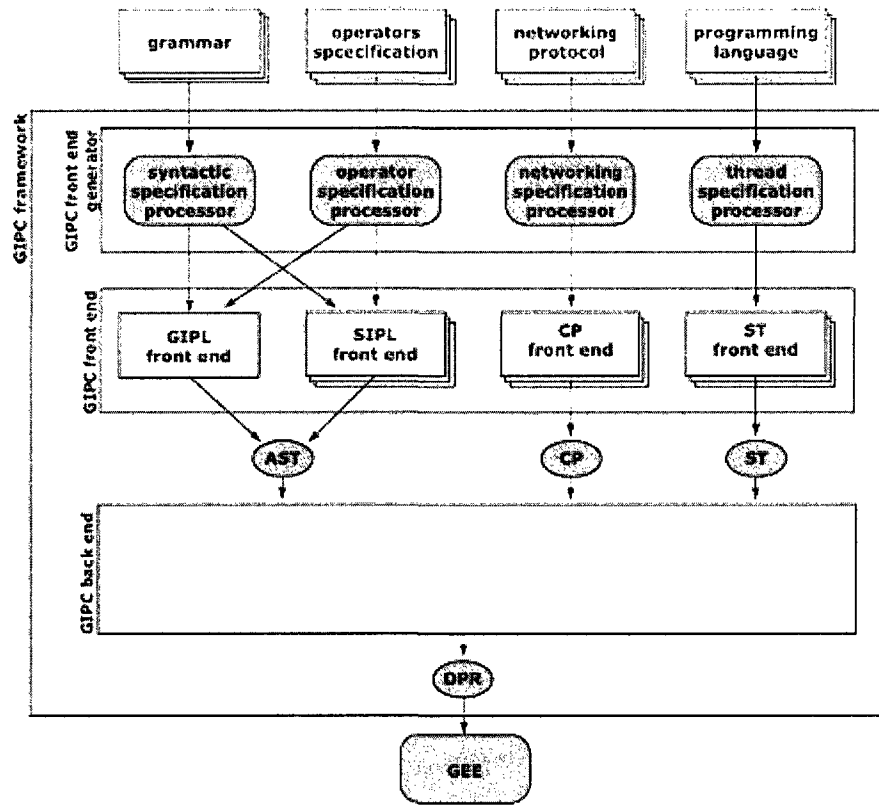 grammar
operators
spcecification
networking
protocol
programming
language
GIPC framework
GIPC front end
generator
syntactic
specification
processor
operator
specification
processor
networking
specification
processor
thread
specification
processor
GIPC front end
GIPL
front end
SIPL
front end
CP
front end
ST
front end
AST
CP
ST
GIPC back end
DPR
GEE